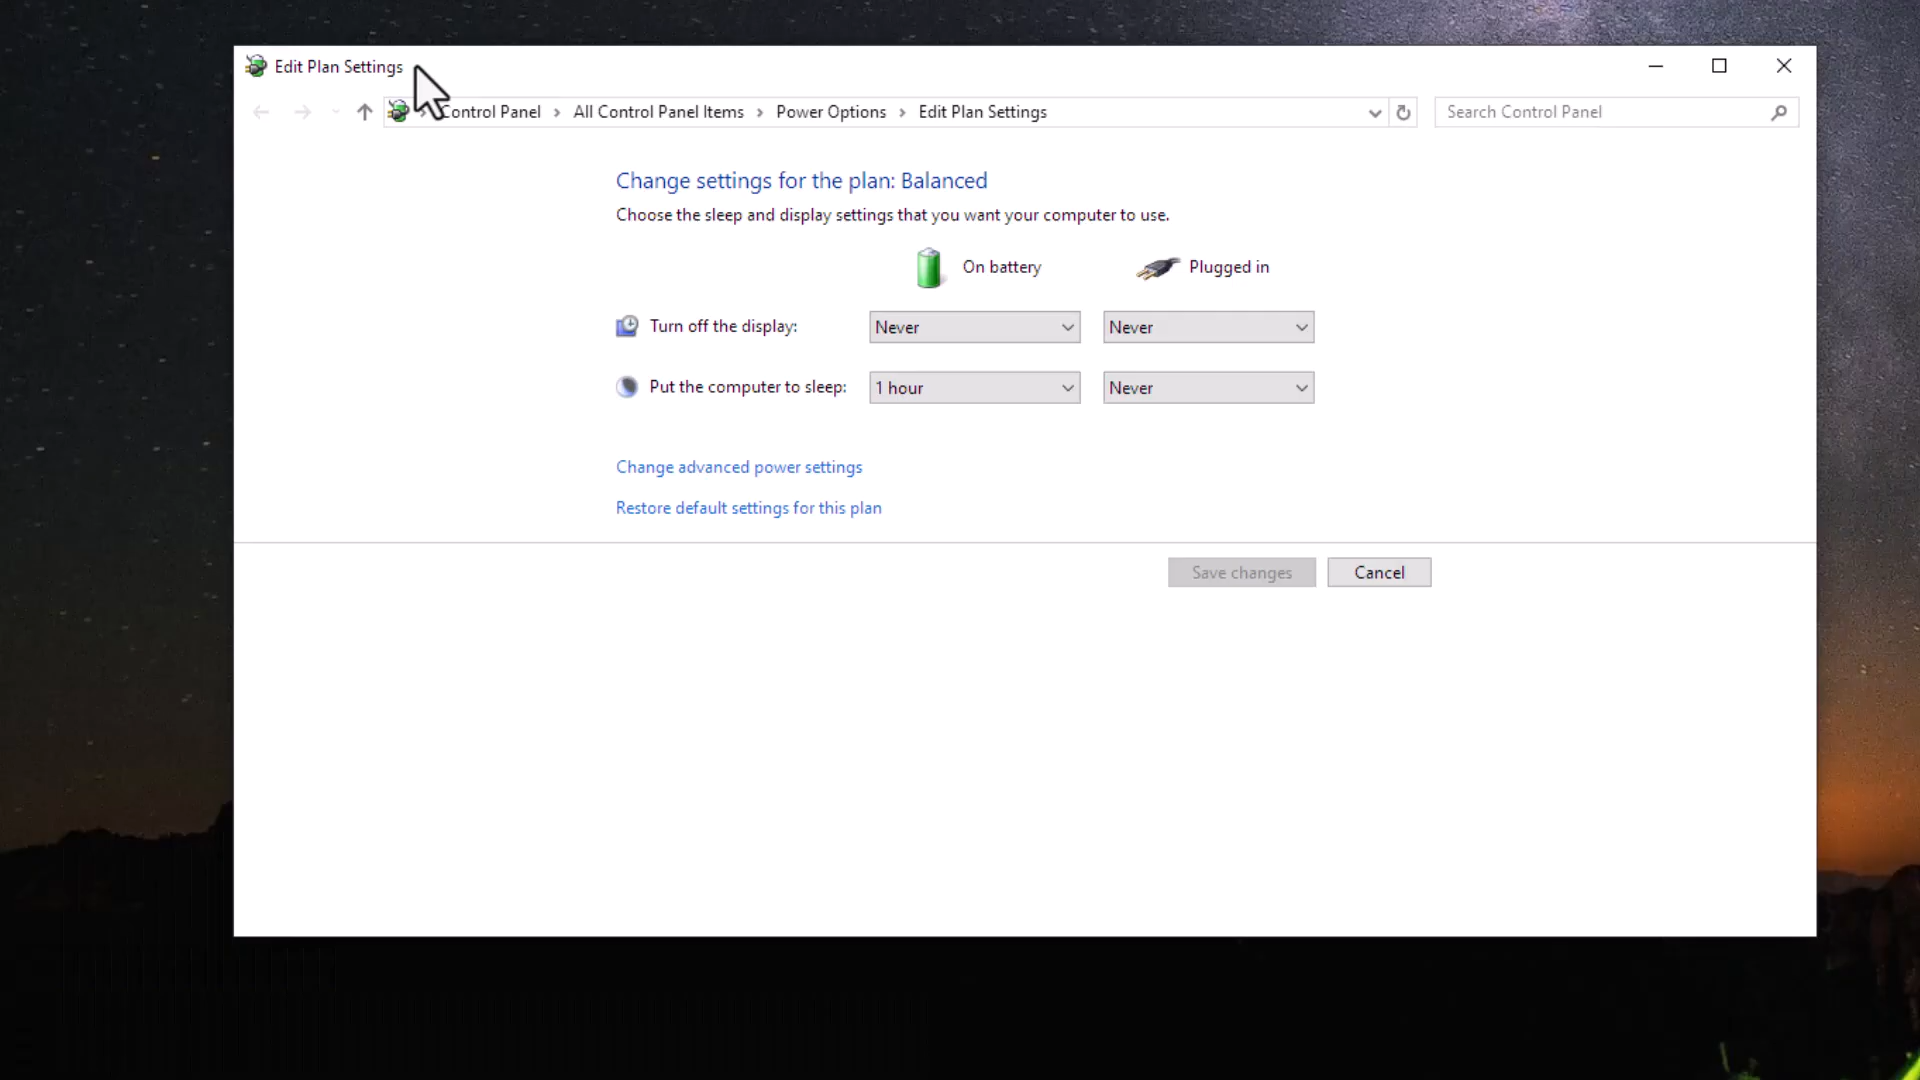 Edit Plan Settings
Control Panel > All Control Panel Items > Power Options > Edit Plan Settings
Search Control Panel
Change settings for the plan: Balanced
Choose the sleep and display settings that you want your computer to use.
On battery Plugged in
Turn off the display: Never Never
Put the computer to sleep: 1 hour Never
Change advanced power settings
Restore default settings for this plan
Save changes Cancel